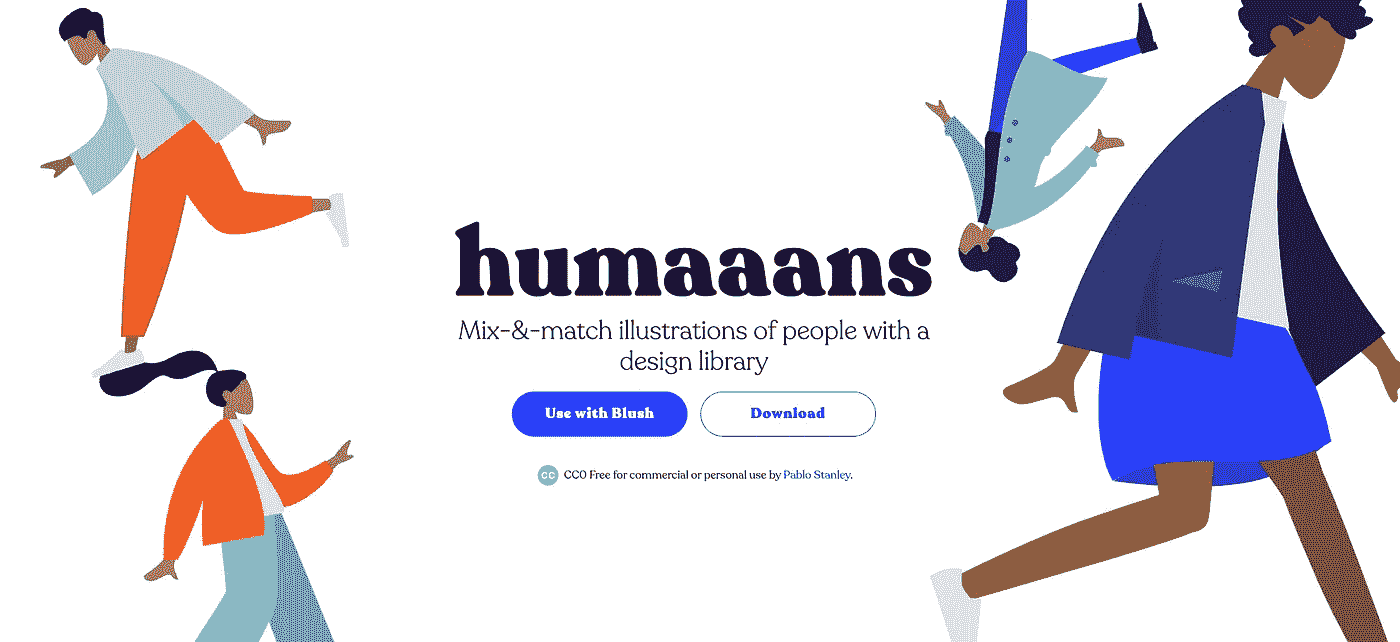 humaaans
Mix-&-match illustrations of people with a
design library
Use with Blush
Download
CC
CC0 Free for commercial or personal use by Pablo Stanley.